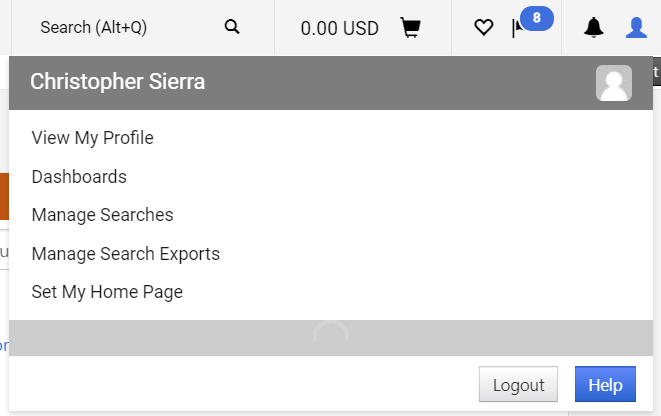 Search (Alt+Q)
0.00 USD
8
Christopher Sierra
t
View My Profile
Dashboards
Manage Searches
u
Manage Search Exports
Set My Home Page
or
Logout
Help